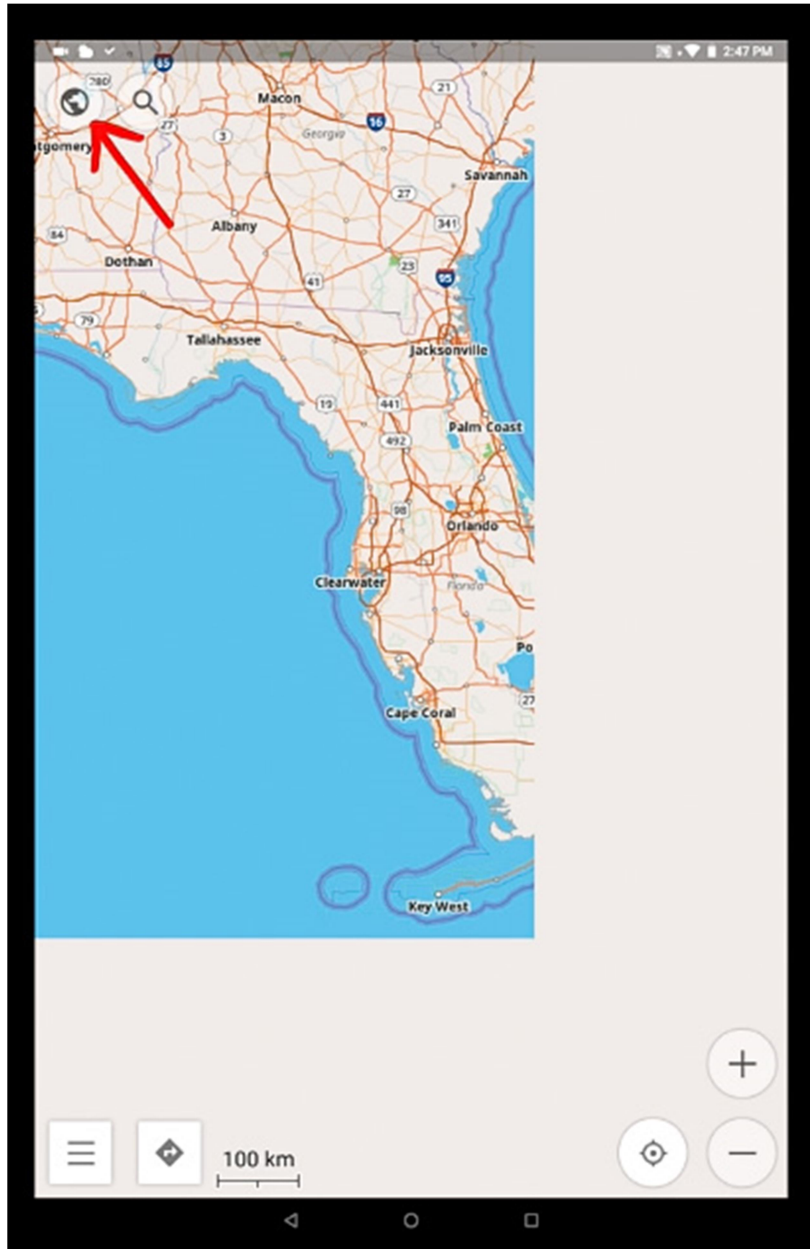 2:47 PM
85
280
Macon
21
16
27
3
Georgia
tgomery
Savannah
27
Albany
341
84
Dothan
23
41
95
79
Tallahassee
Jacksonville
19
441
Palm Coast
492
98
Orlando
Clearwater
Florida
Po
27
Cape Coral
Key West
100 km